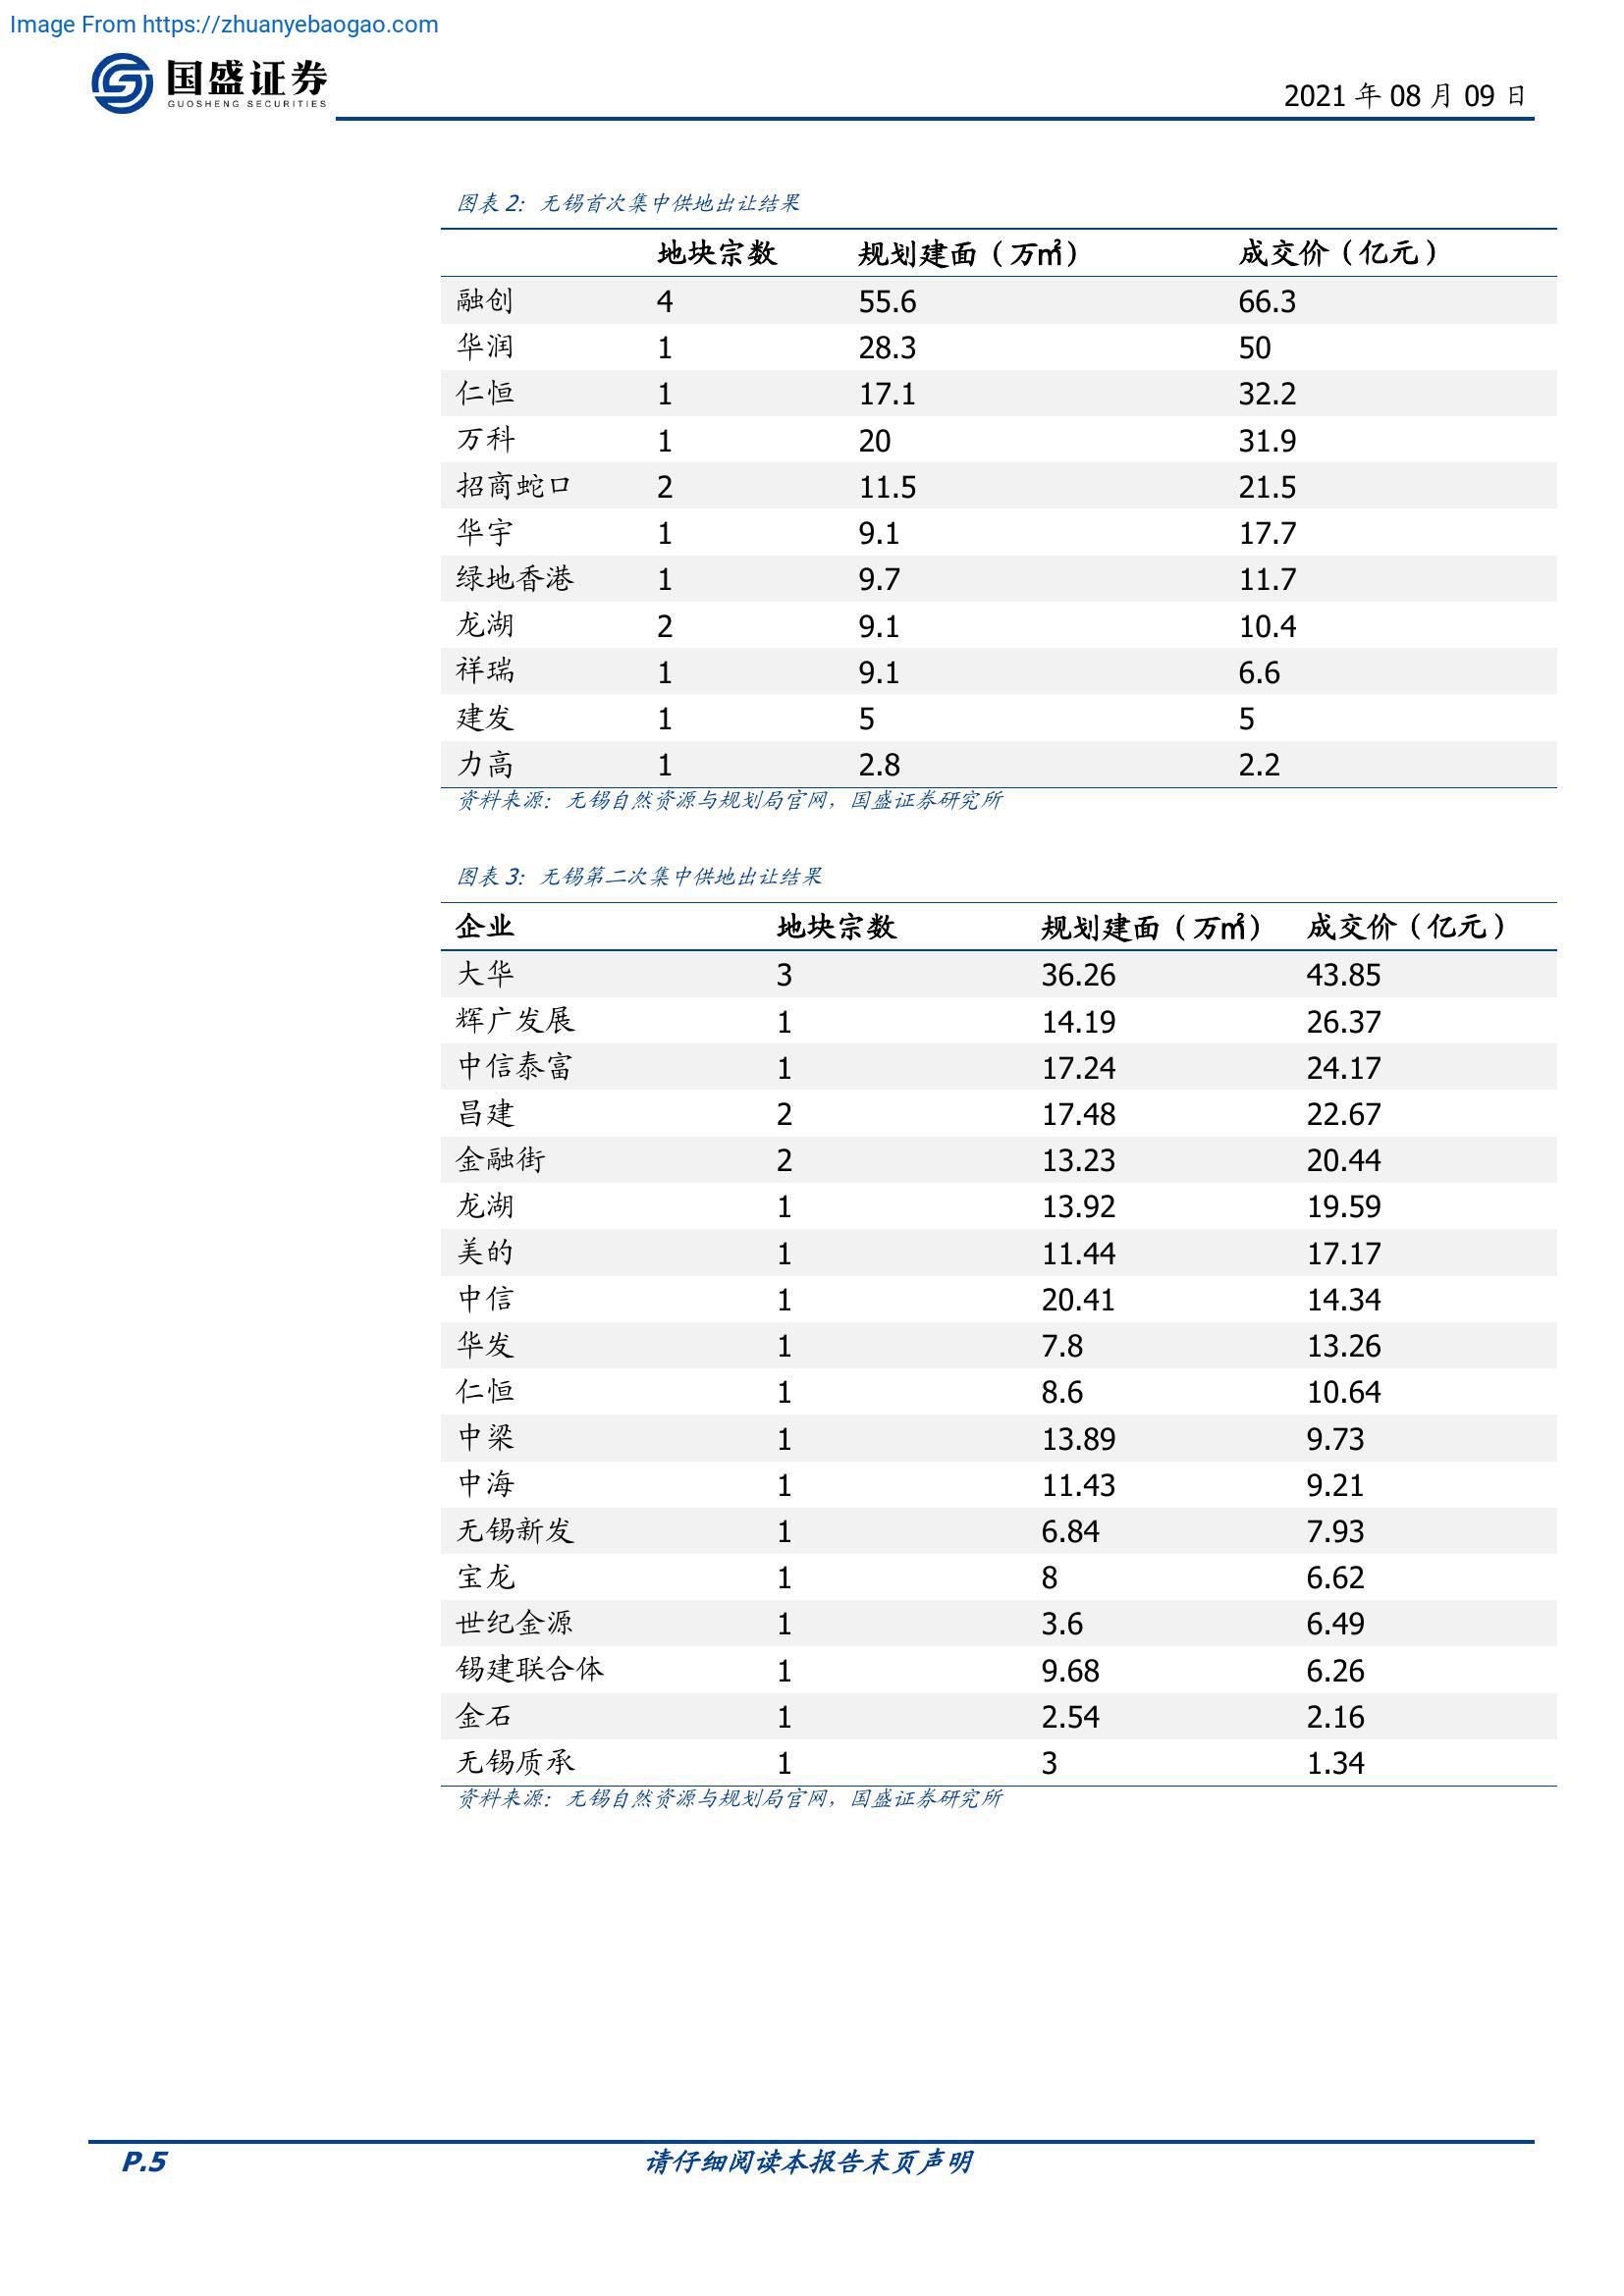 Image From https://zhuanyebaogao.com
国盛证券
GUOSHENG SECURITIES
2021 年 08 月 09 日
图表 2：无锡首次集中供地出让结果
地块宗数 规划建面（万㎡） 成交价（亿元）
融创 4 55.6 66.3
华润 1 28.3 50
仁恒 1 17.1 32.2
万科 1 20 31.9
招商蛇口 2 11.5 21.5
华宇 1 9.1 17.7
绿地香港 1 9.7 11.7
龙湖 2 9.1 10.4
祥瑞 1 9.1 6.6
建发 1 5 5
力高 1 2.8 2.2
资料来源：无锡自然资源与规划局官网，国盛证券研究所
图表 3：无锡第二次集中供地出让结果
企业 地块宗数 规划建面（万㎡） 成交价（亿元）
大华 3 36.26 43.85
辉广发展 1 14.19 26.37
中信泰富 1 17.24 24.17
昌建 2 17.48 22.67
金融街 2 13.23 20.44
龙湖 1 13.92 19.59
美的 1 11.44 17.17
中信 1 20.41 14.34
华发 1 7.8 13.26
仁恒 1 8.6 10.64
中梁 1 13.89 9.73
中海 1 11.43 9.21
无锡新发 1 6.84 7.93
宝龙 1 8 6.62
世纪金源 1 3.6 6.49
锡建联合体 1 9.68 6.26
金石 1 2.54 2.16
无锡质承 1 3 1.34
资料来源：无锡自然资源与规划局官网，国盛证券研究所
P.5 请仔细阅读本报告末页声明